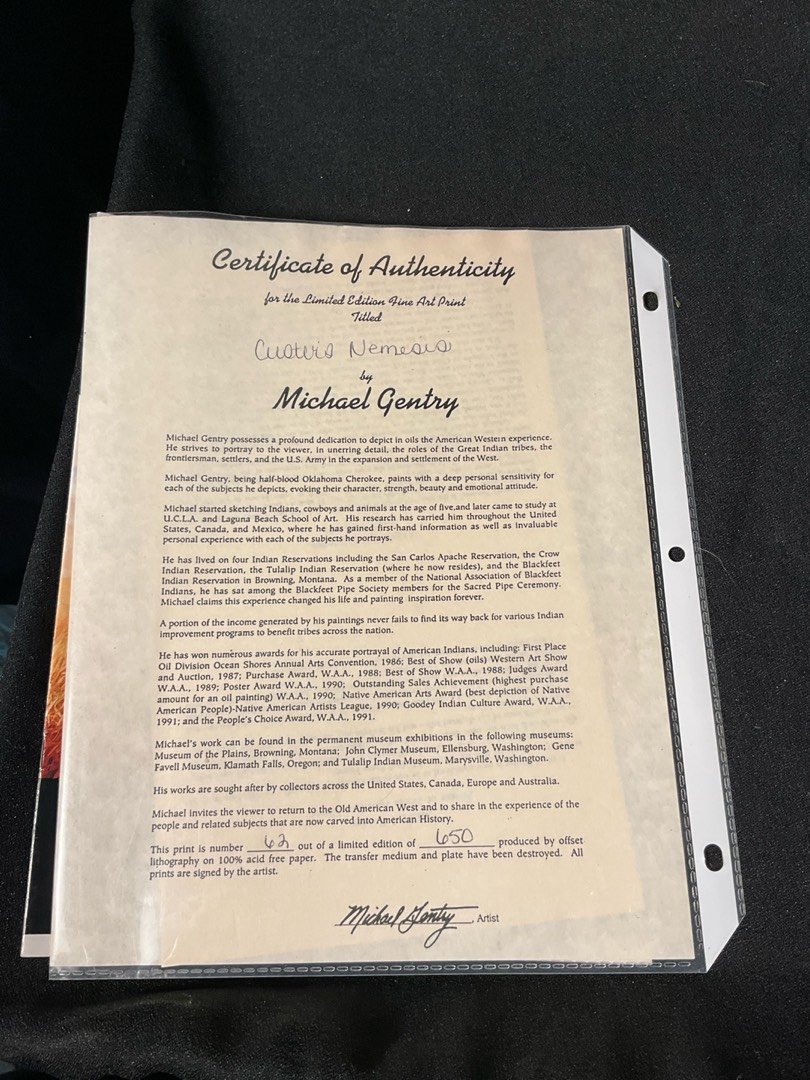 Certificate of Authenticity
for the Limited Edition Fine Art Print
Titled
Custer's Nemesis
by
Michael Gentry
Michael Gentry possesses a profound dedication to depict in oils the American Western experience.
He strives to portray to the viewer, in unerring detail, the roles of the Great Indian tribes, the
frontiersman, settlers, and the U.S. Army in the expansion and settlement of the West.
Michael Gentry, being half-blood Oklahoma Cherokee, paints with a deep personal sensitivity for
each of the subjects he depicts, evoking their character, strength, beauty and emotional attitude.
Michael started sketching Indians, cowboys and animals at the age of five.and later came to study at
U.C.L.A. and Laguna Beach School of Art. His research has carried him throughout the United
States, Canada, and Mexico, where he has gained first-hand information as well as invaluable
personal experience with each of the subjects he portrays.
He has lived on four Indian Reservations including the San Carlos Apache Reservation, the Crow
Indian Reservation, the Tulalip Indian Reservation (where he now resides), and the Blackfeet
Indian Reservation in Browning, Montana. As a member of the National Association of Blackfeet
Indians, he has sat among the Blackfeet Pipe Society members for the Sacred Pipe Ceremony.
Michael claims this experience changed his life and painting inspiration forever.
A portion of the income generated by his paintings never fails to find its way back for various Indian
improvement programs to benefit tribes across the nation.
He has won numerous awards for his accurate portrayal of American Indians, including: First Place
Oil Division Ocean Shores Annual Arts Convention, 1986; Best of Show (oils) Western Art Show
and Auction, 1987; Purchase Award, W.A.A., 1988; Best of Show W.A.A., 1988; Judges Award
W.A.A., 1989; Poster Award W.A.A., 1990; Outstanding Sales Achievement (highest purchase
amount for an oil painting) W.A.A., 1990; Native American Arts Award (best depiction of Native
American People)-Native American Artists League, 1990; Goodey Indian Culture Award, W.A.A.,
1991; and the People's Choice Award, W.A.A., 1991.
Michael's work can be found in the permanent museum exhibitions in the following museums:
Museum of the Plains, Browning, Montana; John Clymer Museum, Ellensburg, Washington; Gene
Favell Museum, Klamath Falls, Oregon; and Tulalip Indian Museum, Marysville, Washington.
His works are sought after by collectors across the United States, Canada, Europe and Australia.
Michael invites the viewer to return to the Old American West and to share in the experience of the
people and related subjects that are now carved into American History.
This print is number 62 out of a limited edition of 650 produced by offset
lithography on 100% acid free paper. The transfer medium and plate have been destroyed. All
prints are signed by the artist.
Michael Gentry, Artist